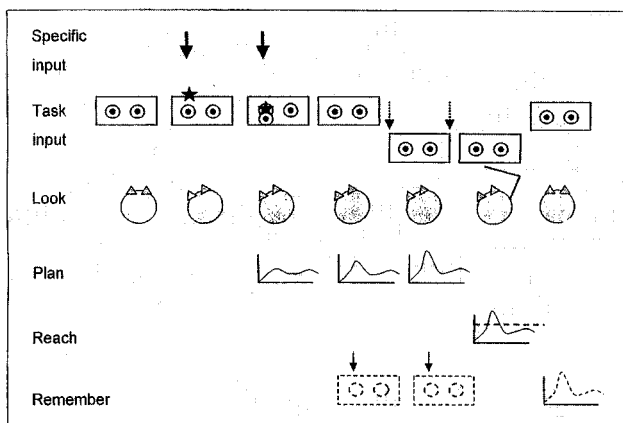 Specific
input
Task
input
Look
Plan
Reach
Remember